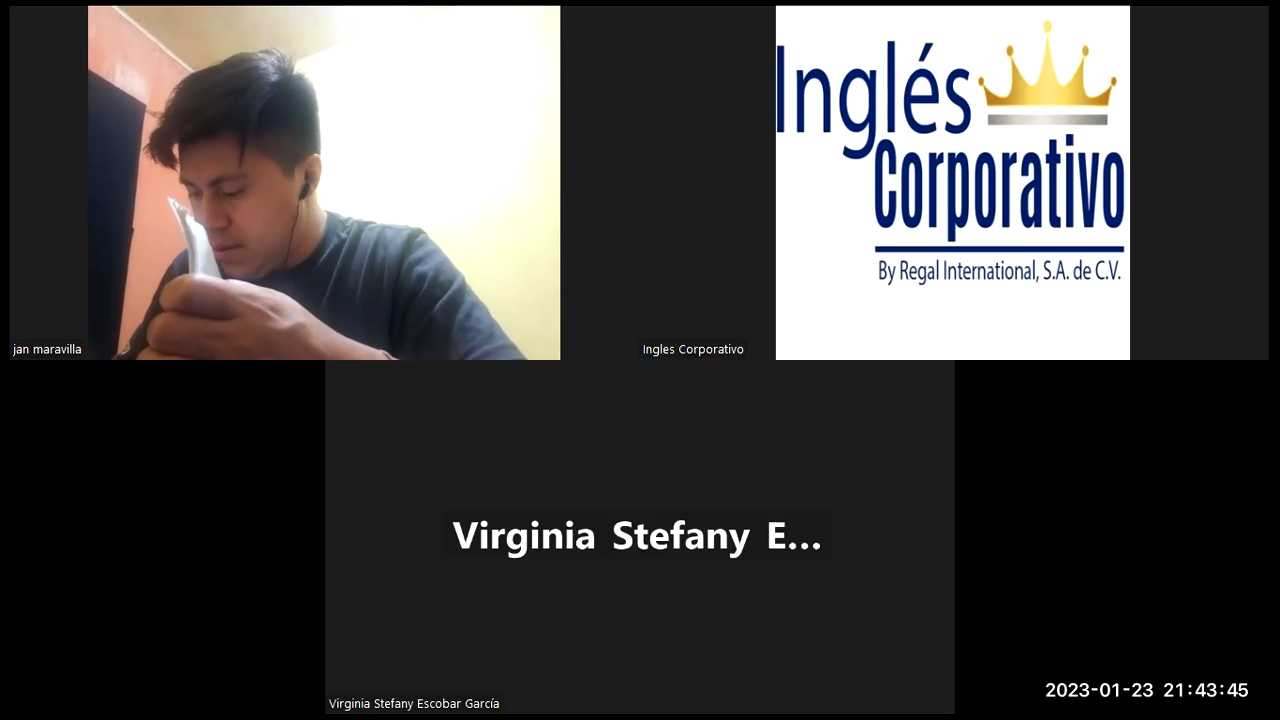 Inglés
Corporativo
By Regal International, S.A. de C.V.
jan maravilla
Ingles Corporativo
Virginia Stefany E...
Virginia Stefany Escobar García
2023-01-23 21:43:45